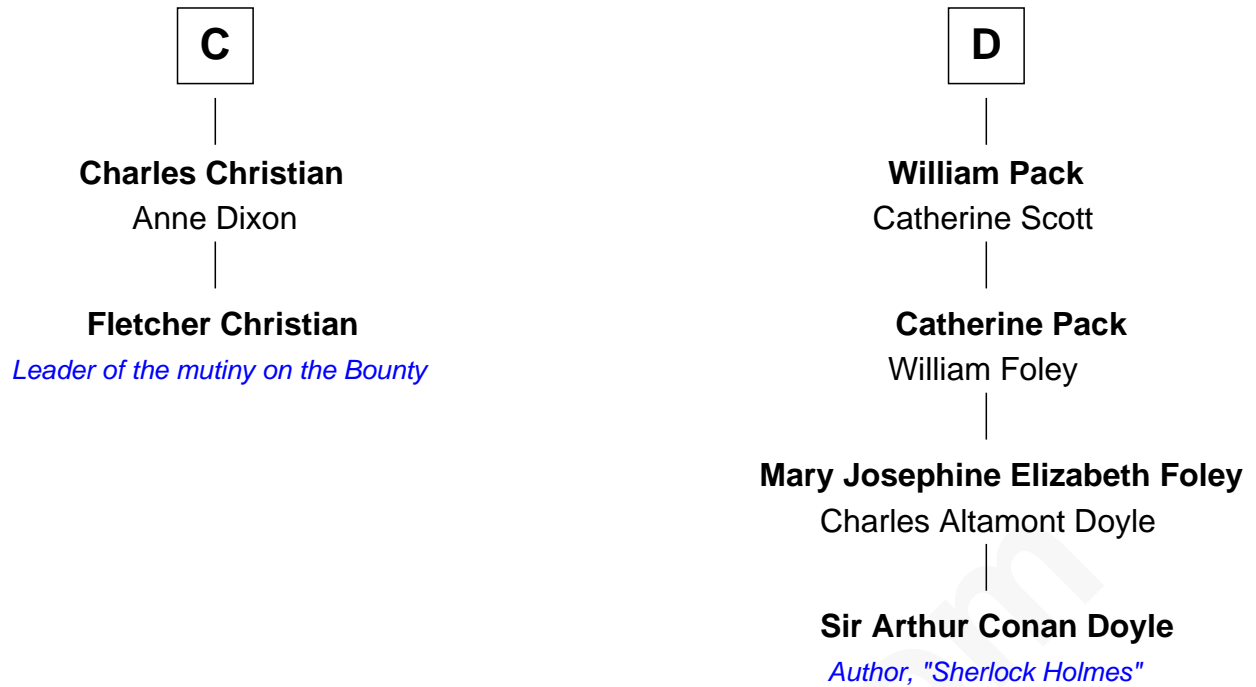 C
Charles Christian
Anne Dixon
Fletcher Christian
Leader of the mutiny on the Bounty
D
William Pack
Catherine Scott
Catherine Pack
William Foley
Mary Josephine Elizabeth Foley
Charles Altamont Doyle
Sir Arthur Conan Doyle
Author, "Sherlock Holmes"